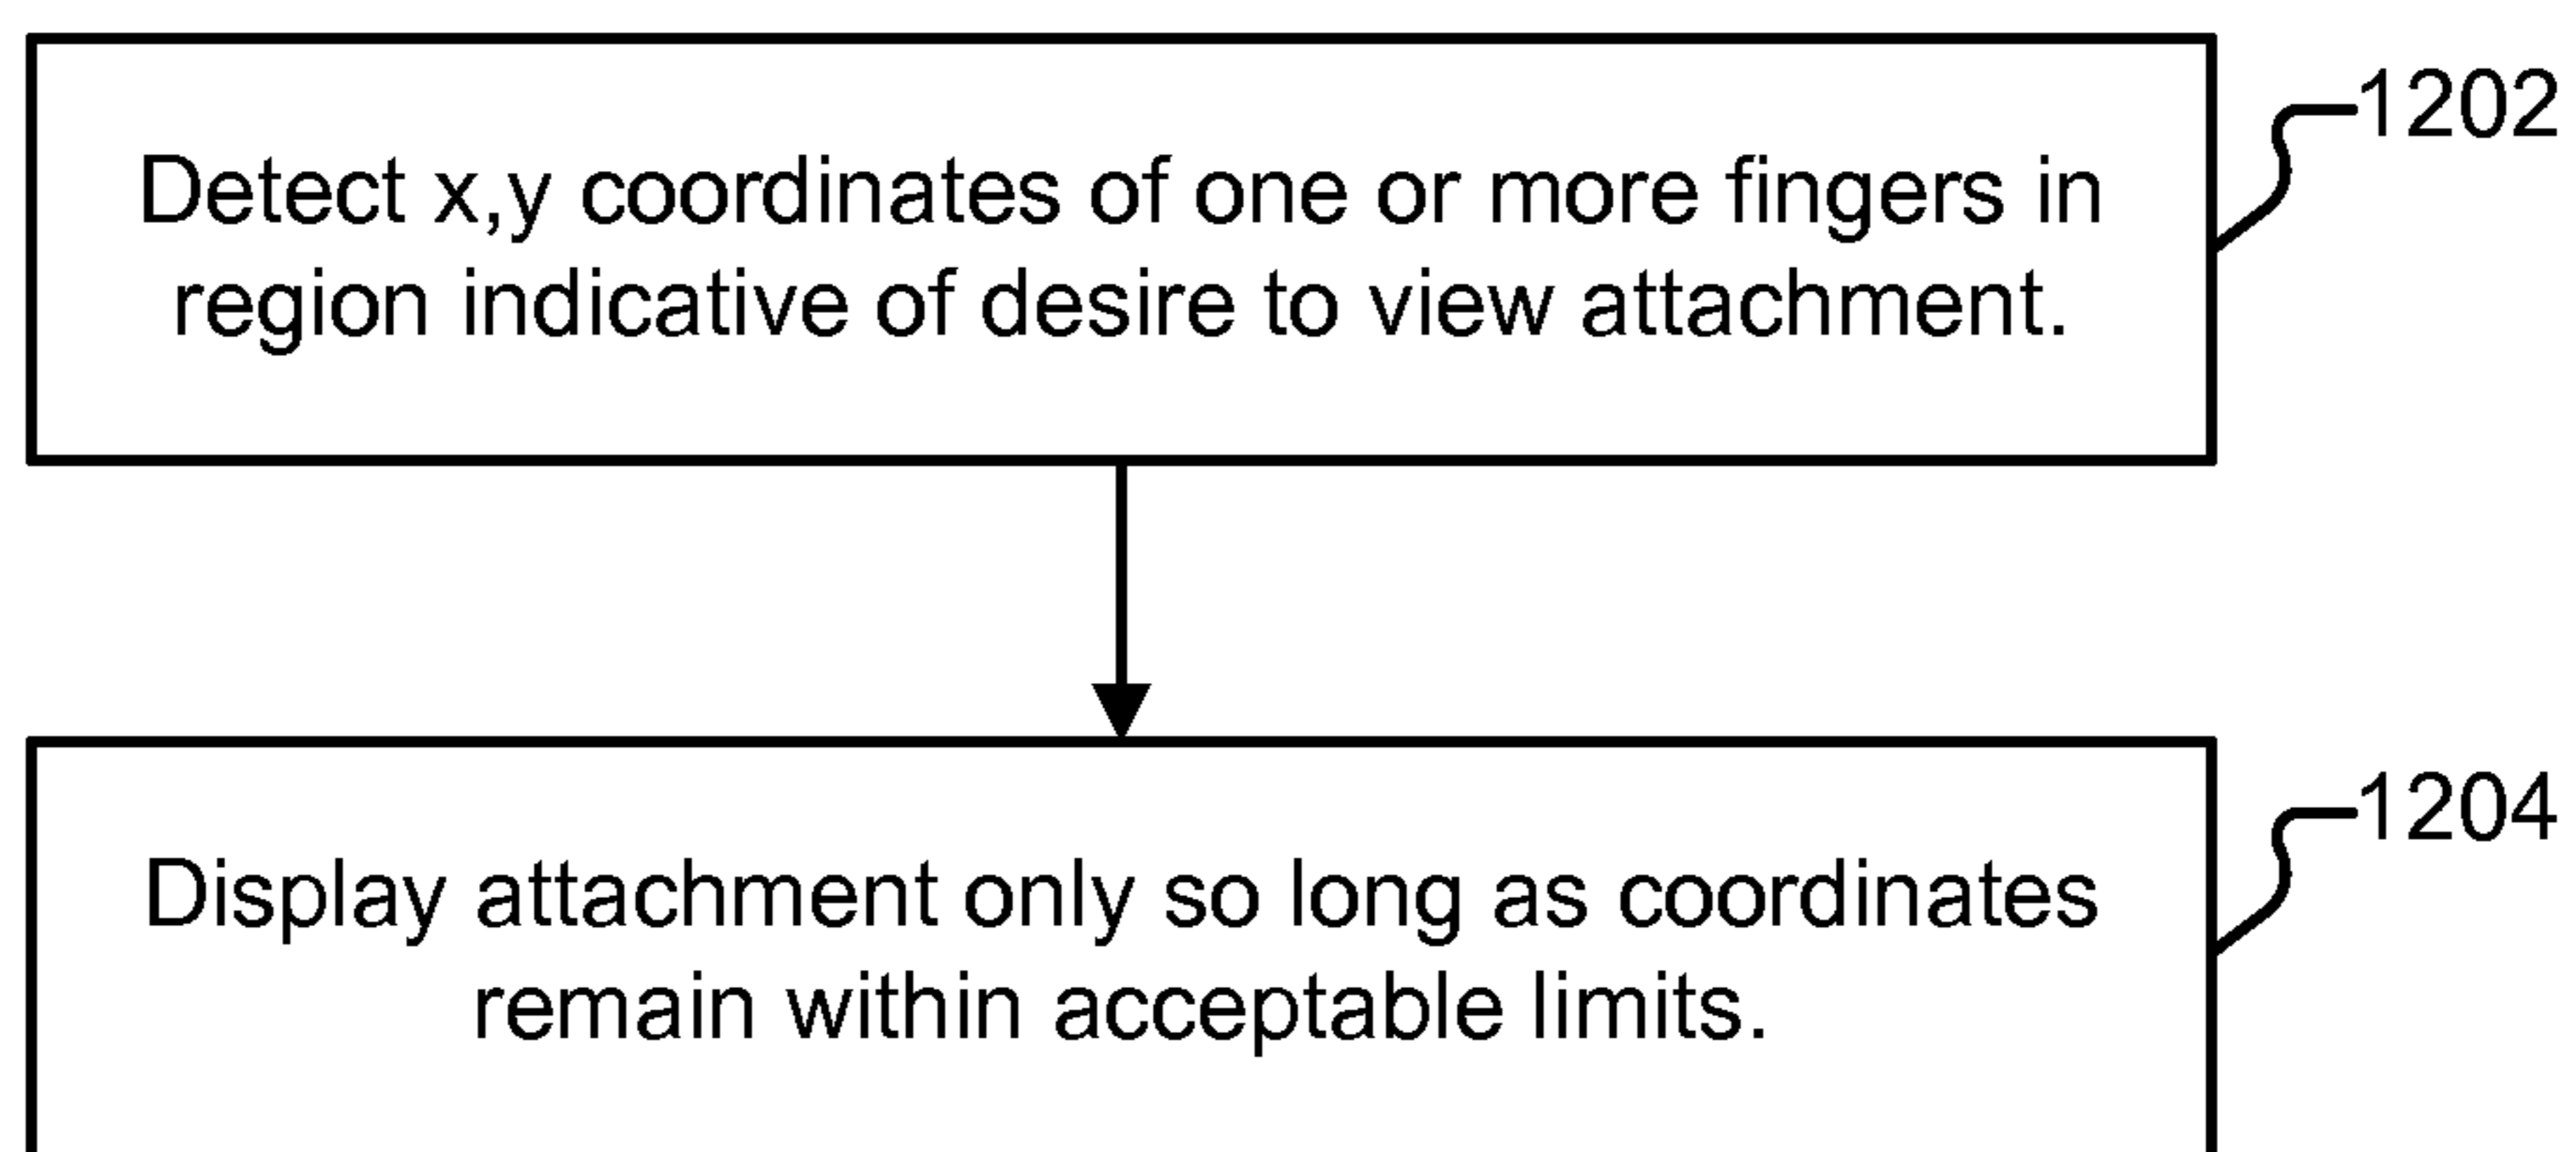 1202
Detect x,y coordinates of one or more fingers in
region indicative of desire to view attachment.
1204
Display attachment only so long as coordinates
remain within acceptable limits.